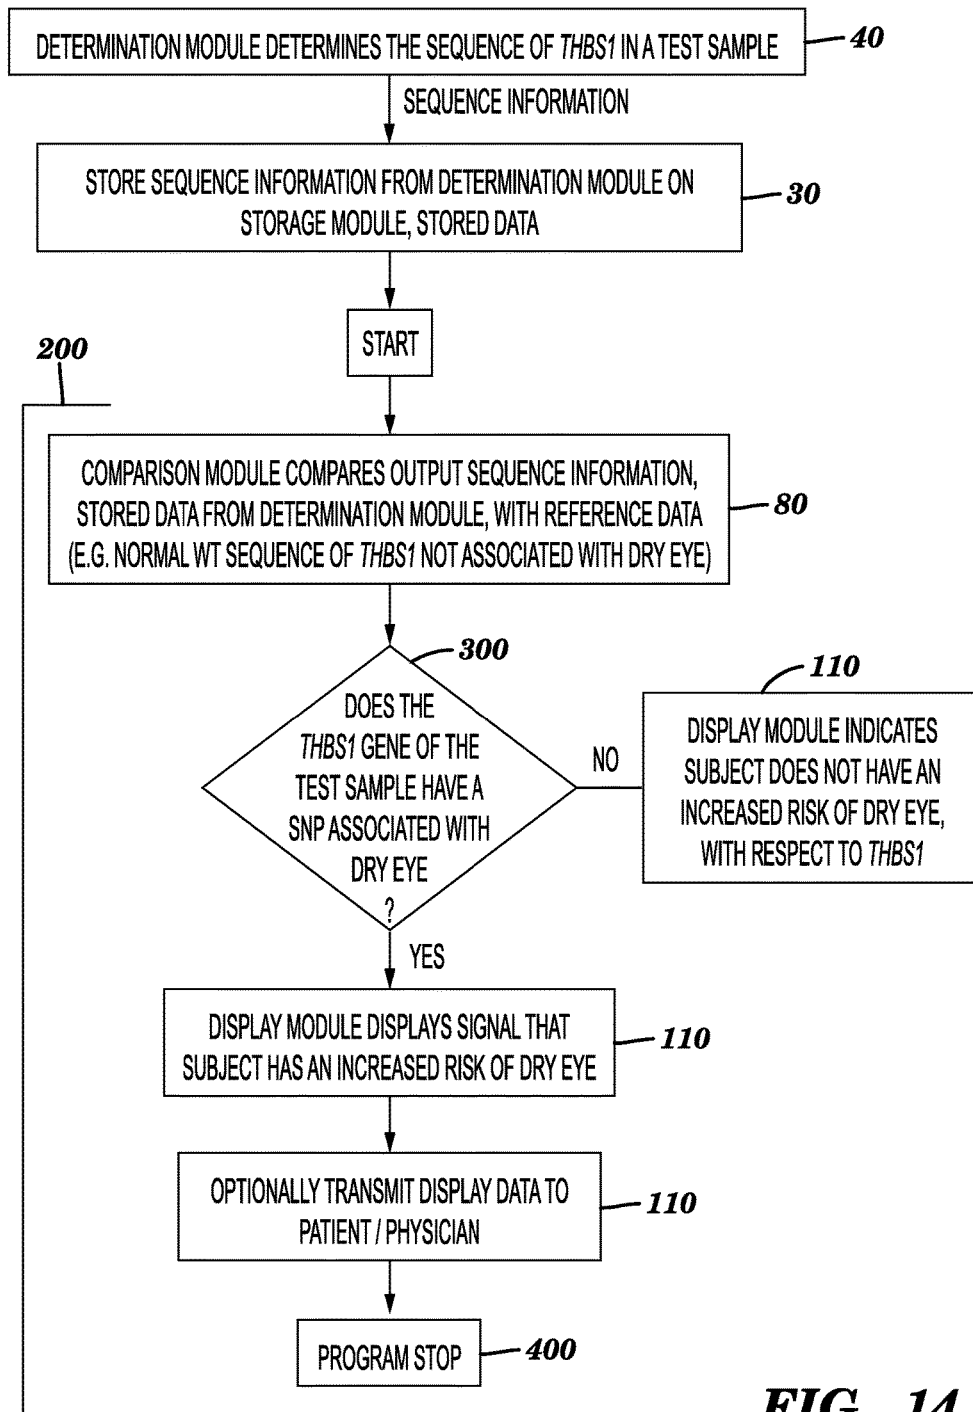 DETERMINATION MODULE DETERMINES THE SEQUENCE OF THBS1 IN A TEST SAMPLE
40
SEQUENCE INFORMATION
STORE SEQUENCE INFORMATION FROM DETERMINATION MODULE ON
STORAGE MODULE, STORED DATA
30
START
200
COMPARISON MODULE COMPARES OUTPUT SEQUENCE INFORMATION,
STORED DATA FROM DETERMINATION MODULE, WITH REFERENCE DATA
(E.G. NORMAL WT SEQUENCE OF THBS1 NOT ASSOCIATED WITH DRY EYE)
80
300
DOES THE
THBS1 GENE OF THE
TEST SAMPLE HAVE A
SNP ASSOCIATED WITH
DRY EYE
?
NO
110
DISPLAY MODULE INDICATES
SUBJECT DOES NOT HAVE AN
INCREASED RISK OF DRY EYE,
WITH RESPECT TO THBS1
YES
DISPLAY MODULE DISPLAYS SIGNAL THAT
SUBJECT HAS AN INCREASED RISK OF DRY EYE
110
OPTIONALLY TRANSMIT DISPLAY DATA TO
PATIENT / PHYSICIAN
110
PROGRAM STOP
400
FIG. 14